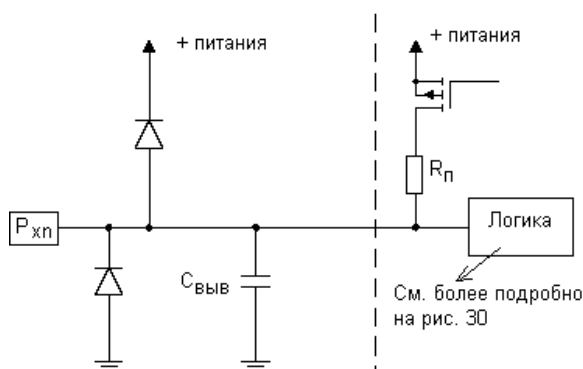 + питания
+ питания
Rп
Pxn
Логика
Cвыв
См. более подробно
на рис. 30